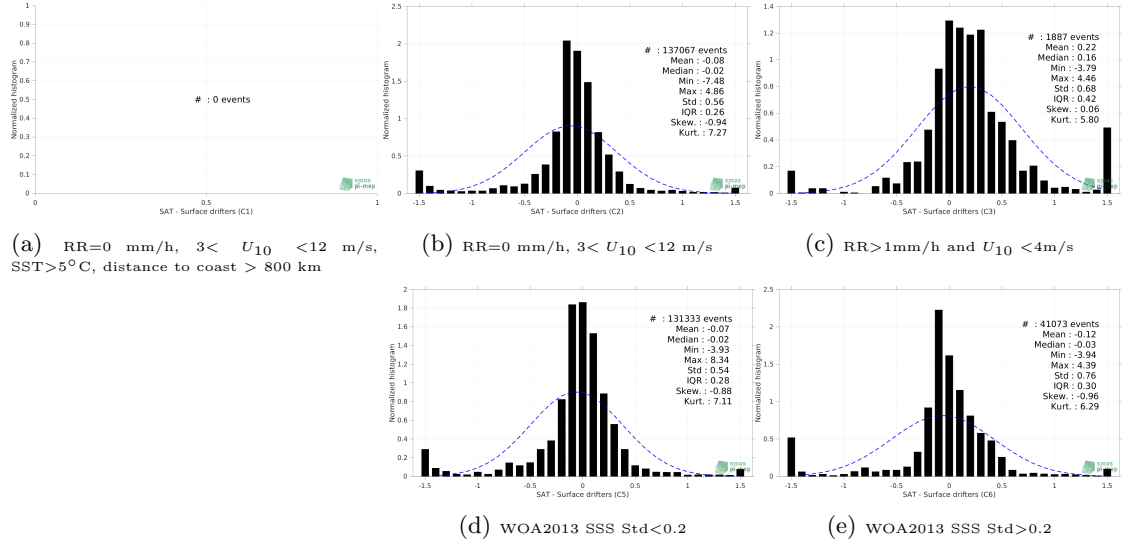 1
0.9
0.8
0.7
0.6
0.5
0.4
0.3
0.2
0.1
0
Normalized histogram
# : 0 events
smos
pi-mep
0 0.5 1
SAT - Surface drifters (C1)
(a) RR=0 mm/h, 3< U10 <12 m/s,
SST>5°C, distance to coast > 800 km
2.5
2
1.5
1
0.5
0
Normalized histogram
# : 137067 events
Mean : -0.08
Median : -0.02
Min : -7.48
Max : 4.86
Std : 0.56
IQR : 0.26
Skew. : -0.94
Kurt. : 7.27
smos
pi-mep
-1.5 -1 -0.5 0 0.5 1 1.5
SAT - Surface drifters (C2)
(b) RR=0 mm/h, 3< U10 <12 m/s
1.4
1.2
1
0.8
0.6
0.4
0.2
0
Normalized histogram
# : 1887 events
Mean : 0.22
Median : 0.16
Min : -3.79
Max : 4.46
Std : 0.68
IQR : 0.42
Skew. : 0.06
Kurt. : 5.80
smos
pi-mep
-1.5 -1 -0.5 0 0.5 1 1.5
SAT - Surface drifters (C3)
(c) RR>1mm/h and U10 <4m/s
2
1.8
1.6
1.4
1.2
1
0.8
0.6
0.4
0.2
0
Normalized histogram
# : 131333 events
Mean : -0.07
Median : -0.02
Min : -3.93
Max : 8.34
Std : 0.54
IQR : 0.28
Skew. : -0.88
Kurt. : 7.11
smos
pi-mep
-1.5 -1 -0.5 0 0.5 1 1.5
SAT - Surface drifters (C5)
(d) WOA2013 SSS Std<0.2
2.5
2
1.5
1
0.5
0
Normalized histogram
# : 41073 events
Mean : -0.12
Median : -0.03
Min : -3.94
Max : 4.39
Std : 0.76
IQR : 0.30
Skew. : -0.96
Kurt. : 6.29
smos
pi-mep
-1.5 -1 -0.5 0 0.5 1 1.5
SAT - Surface drifters (C6)
(e) WOA2013 SSS Std>0.2